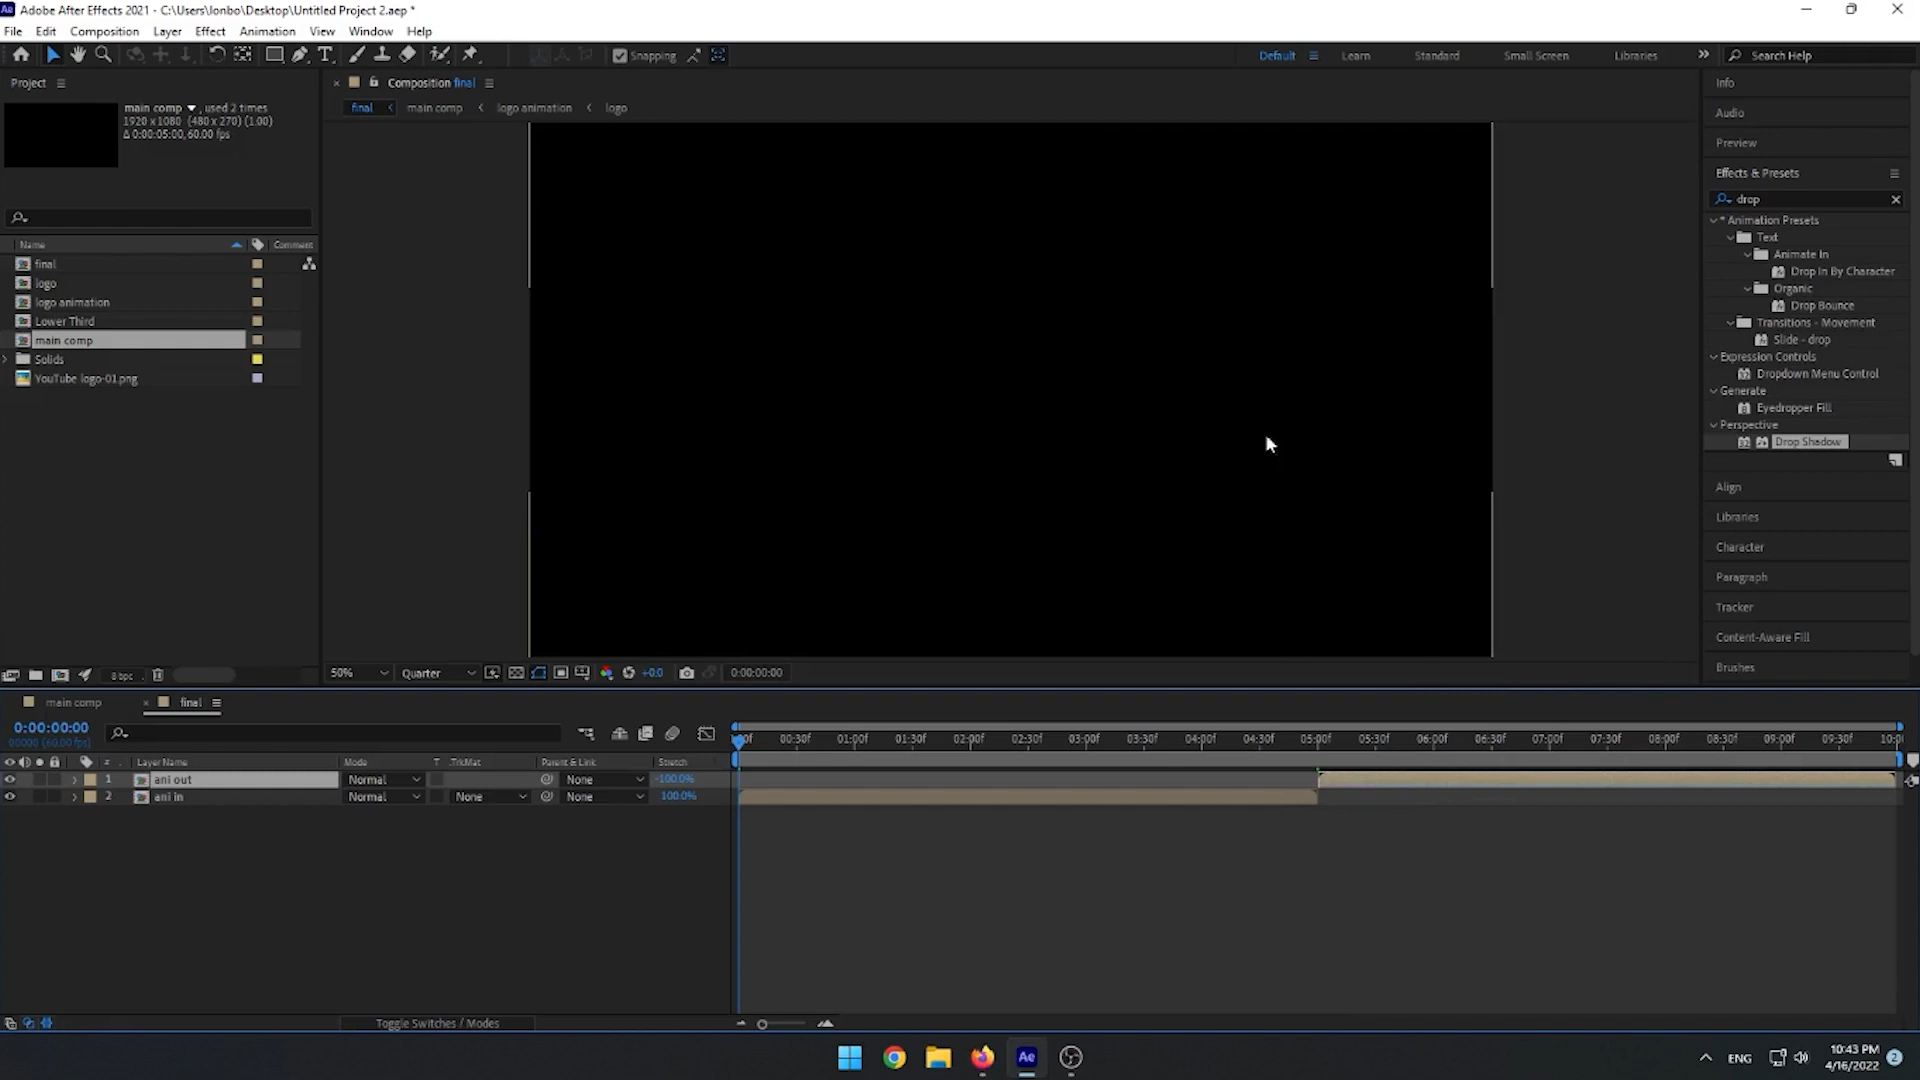 Adobe After Effects 2021 - C:\Users\lonbo\Desktop\Untitled Project 2.aep *
File Edit Composition Layer Effect Animation View Window Help
Snapping
Default Learn Standard Small Screen Libraries Search Help
Project
main comp , used 2 times
1920 x 1080 (480 x 270) (1.00)
Δ 0:00:05:00, 60.00 fps
Name Comment
final
logo
logo animation
Lower Third
main comp
Solids
YouTube logo-01.png
8 bpc
Composition final
final main comp logo animation logo
50% Quarter +0.0 0:00:00:00
Info
Audio
Preview
Effects & Presets
drop
* Animation Presets
Text
Animate In
Drop In By Character
Organic
Drop Bounce
Transitions - Movement
Slide - drop
Expression Controls
Dropdown Menu Control
Generate
Eyedropper Fill
Perspective
Drop Shadow
Align
Libraries
Character
Paragraph
Tracker
Content-Aware Fill
Brushes
main comp final
0:00:00:00
00000 (60.00 fps)
00:30f 01:00f 01:30f 02:00f 02:30f 03:00f 03:30f 04:00f 04:30f 05:00f 05:30f 06:00f 06:30f 07:00f 07:30f 08:00f 08:30f 09:00f 09:30f
# Layer Name Mode T .TrkMat Parent & Link Stretch
1 ani out Normal None -100.0%
2 ani in Normal None None 100.0%
Toggle Switches / Modes
Ae
ENG
10:43 PM
4/16/2022
2